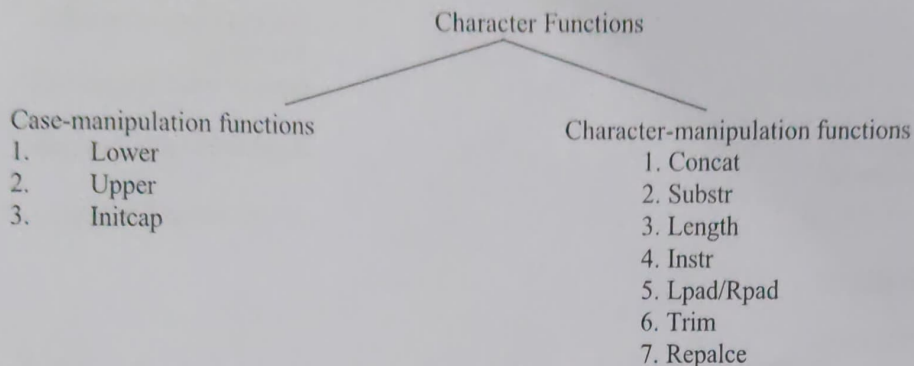 Character Functions
Case-manipulation functions
1. Lower
2. Upper
3. Initcap
Character-manipulation functions
1. Concat
2. Substr
3. Length
4. Instr
5. Lpad/Rpad
6. Trim
7. Repalce